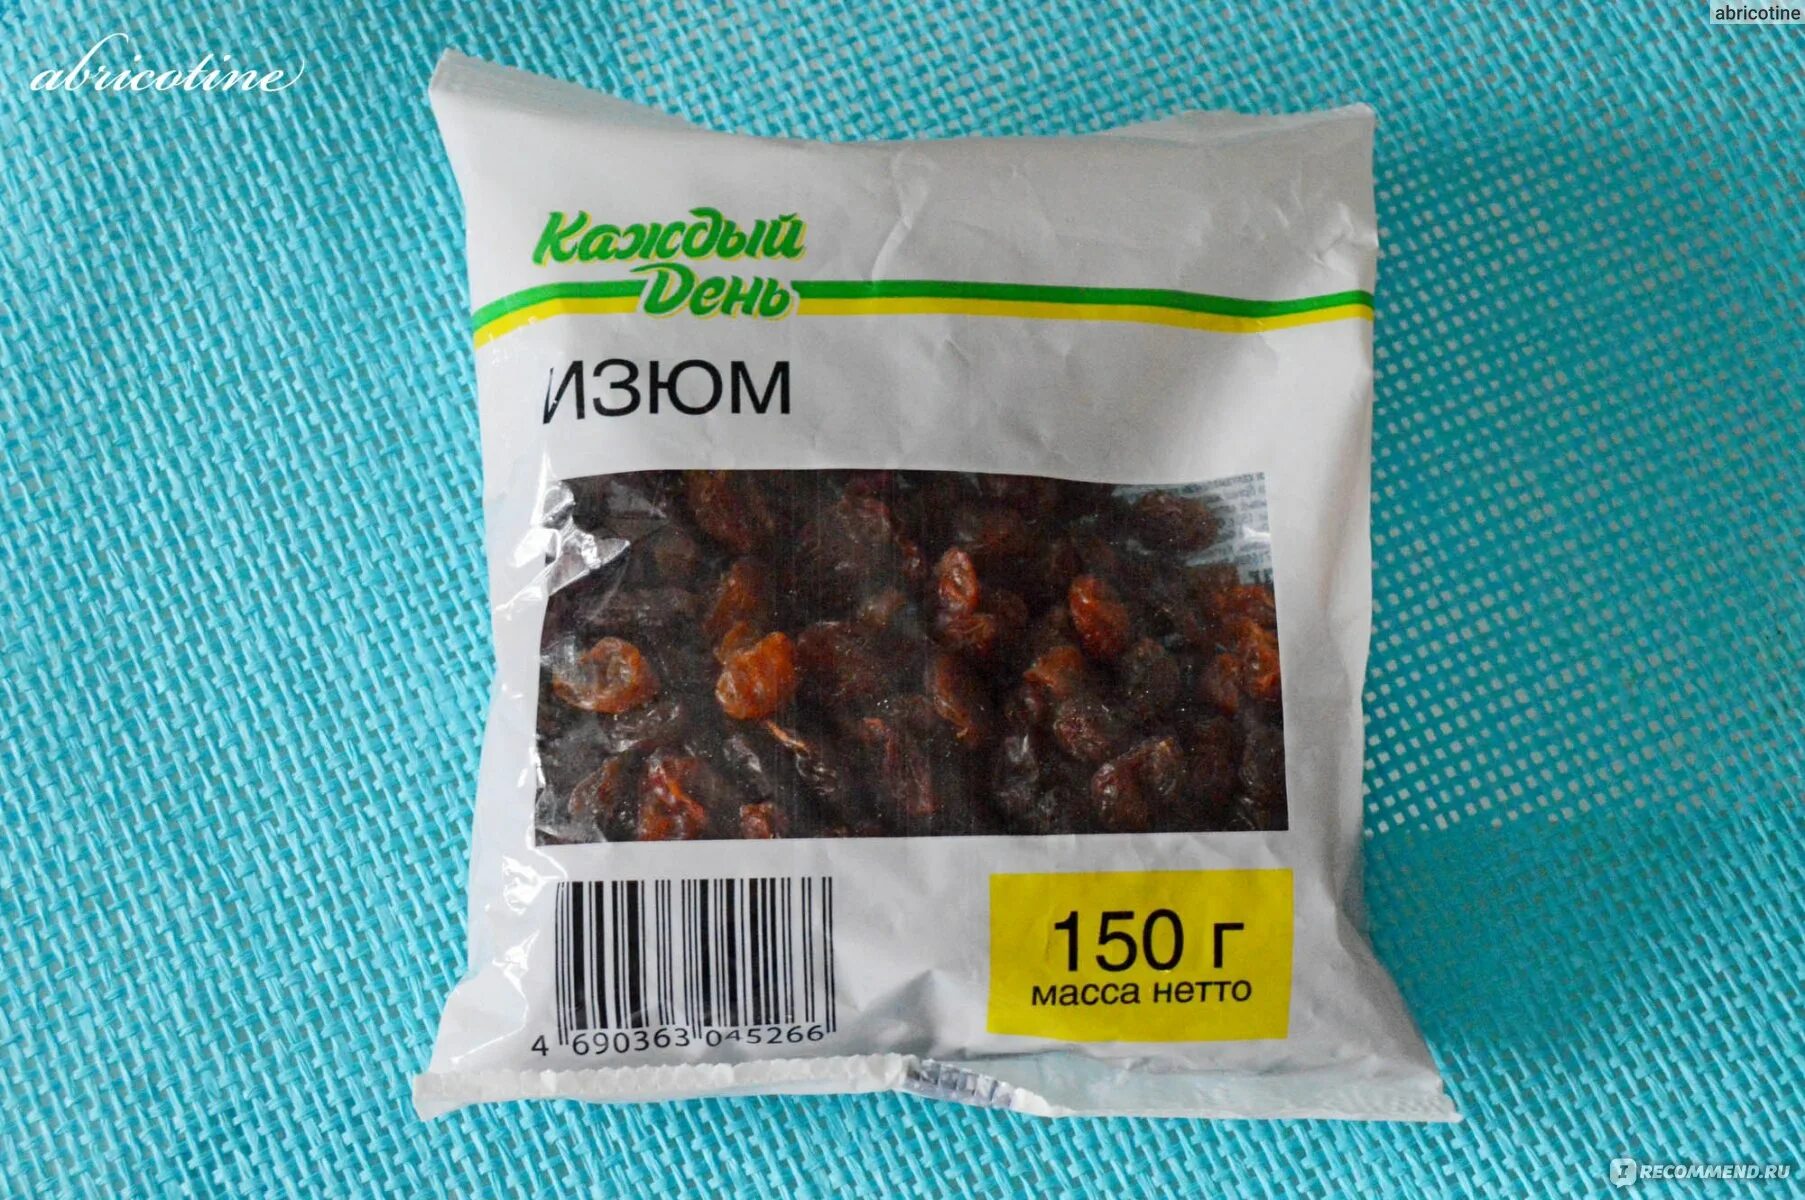 abricotine
abricotine
Каждый
День
ИЗЮМ
150 г
масса нетто
4 690363 045266
I RECOMMEND.RU